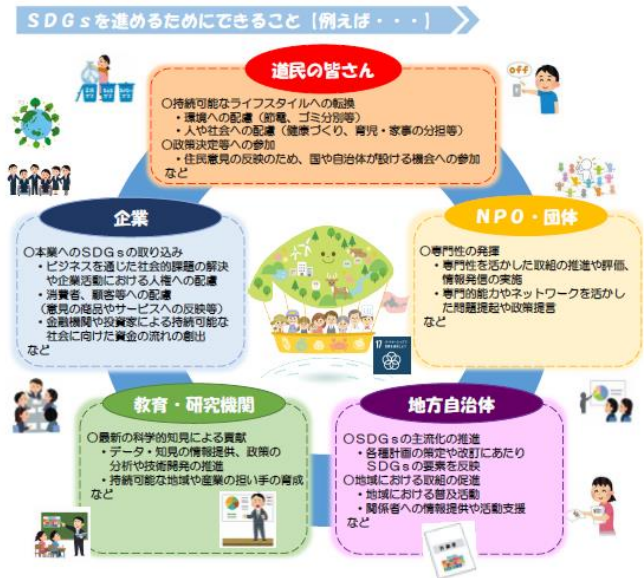 SDGsを進めるためにできること【例えば・・・】
道民の皆さん
○持続可能なライフスタイルへの転換
・環境への配慮（節電、ゴミ分別等）
・人や社会への配慮（健康づくり、育児・家事の分担等）
○政策決定等への参加
・住民意見の反映のため、国や自治体が設ける機会への参加
など
off
企業
○本業へのSDGsの取り込み
・ビジネスを通じた社会的課題の解決
や企業活動における人権への配慮
・消費者、顧客等への配慮
（意見の商品やサービスへの反映等）
・金融機関や投資家による持続可能な
社会に向けた資金の流れの創出
など
NPO・団体
○専門性の発揮
・専門性を活かした取組の推進や評価、
情報発信の実施
・専門的能力やネットワークを活かし
た問題提起や政策提言
など
17
教育・研究機関
○最新の科学的知見による貢献
・データ・知見の情報提供、政策の
分析や技術開発の推進
・持続可能な地域や産業の担い手の育成
など
地方自治体
○SDGsの主流化の推進
・各種計画の策定や改訂にあたり
SDGsの要素を反映
○地域における取組の促進
・地域における普及活動
・関係者への情報提供や活動支援
など